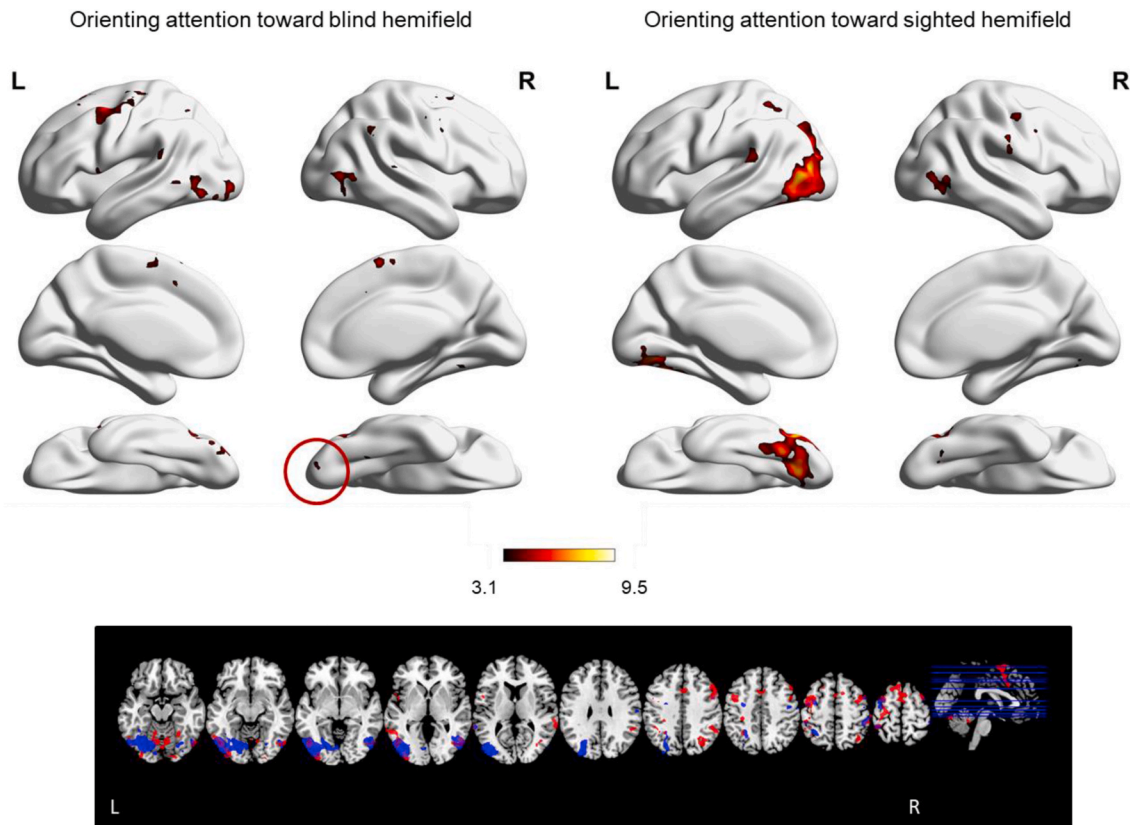 Orienting attention toward blind hemifield
Orienting attention toward sighted hemifield
L
R
L
R
3.1
9.5
L
R